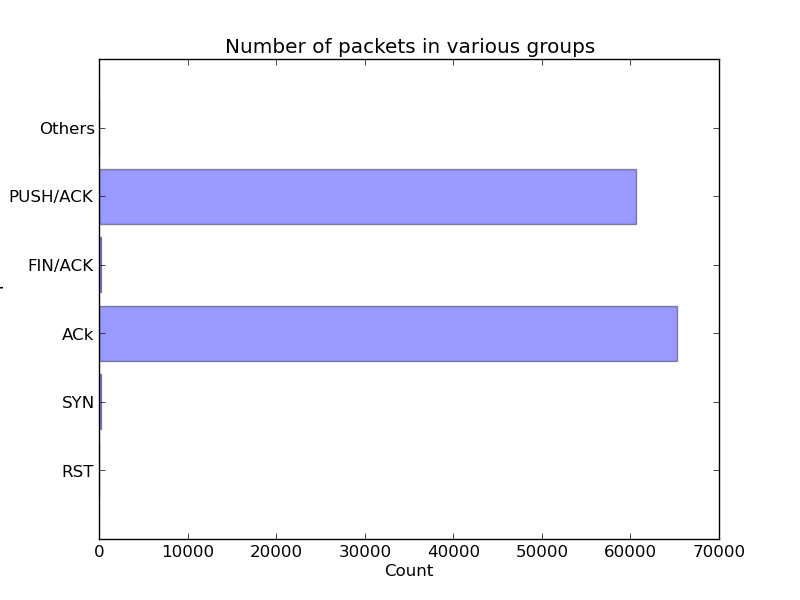 Number of packets in various groups
Others
PUSH/ACK
FIN/ACK
ACk
SYN
RST
0 10000 20000 30000 40000 50000 60000 70000
Count